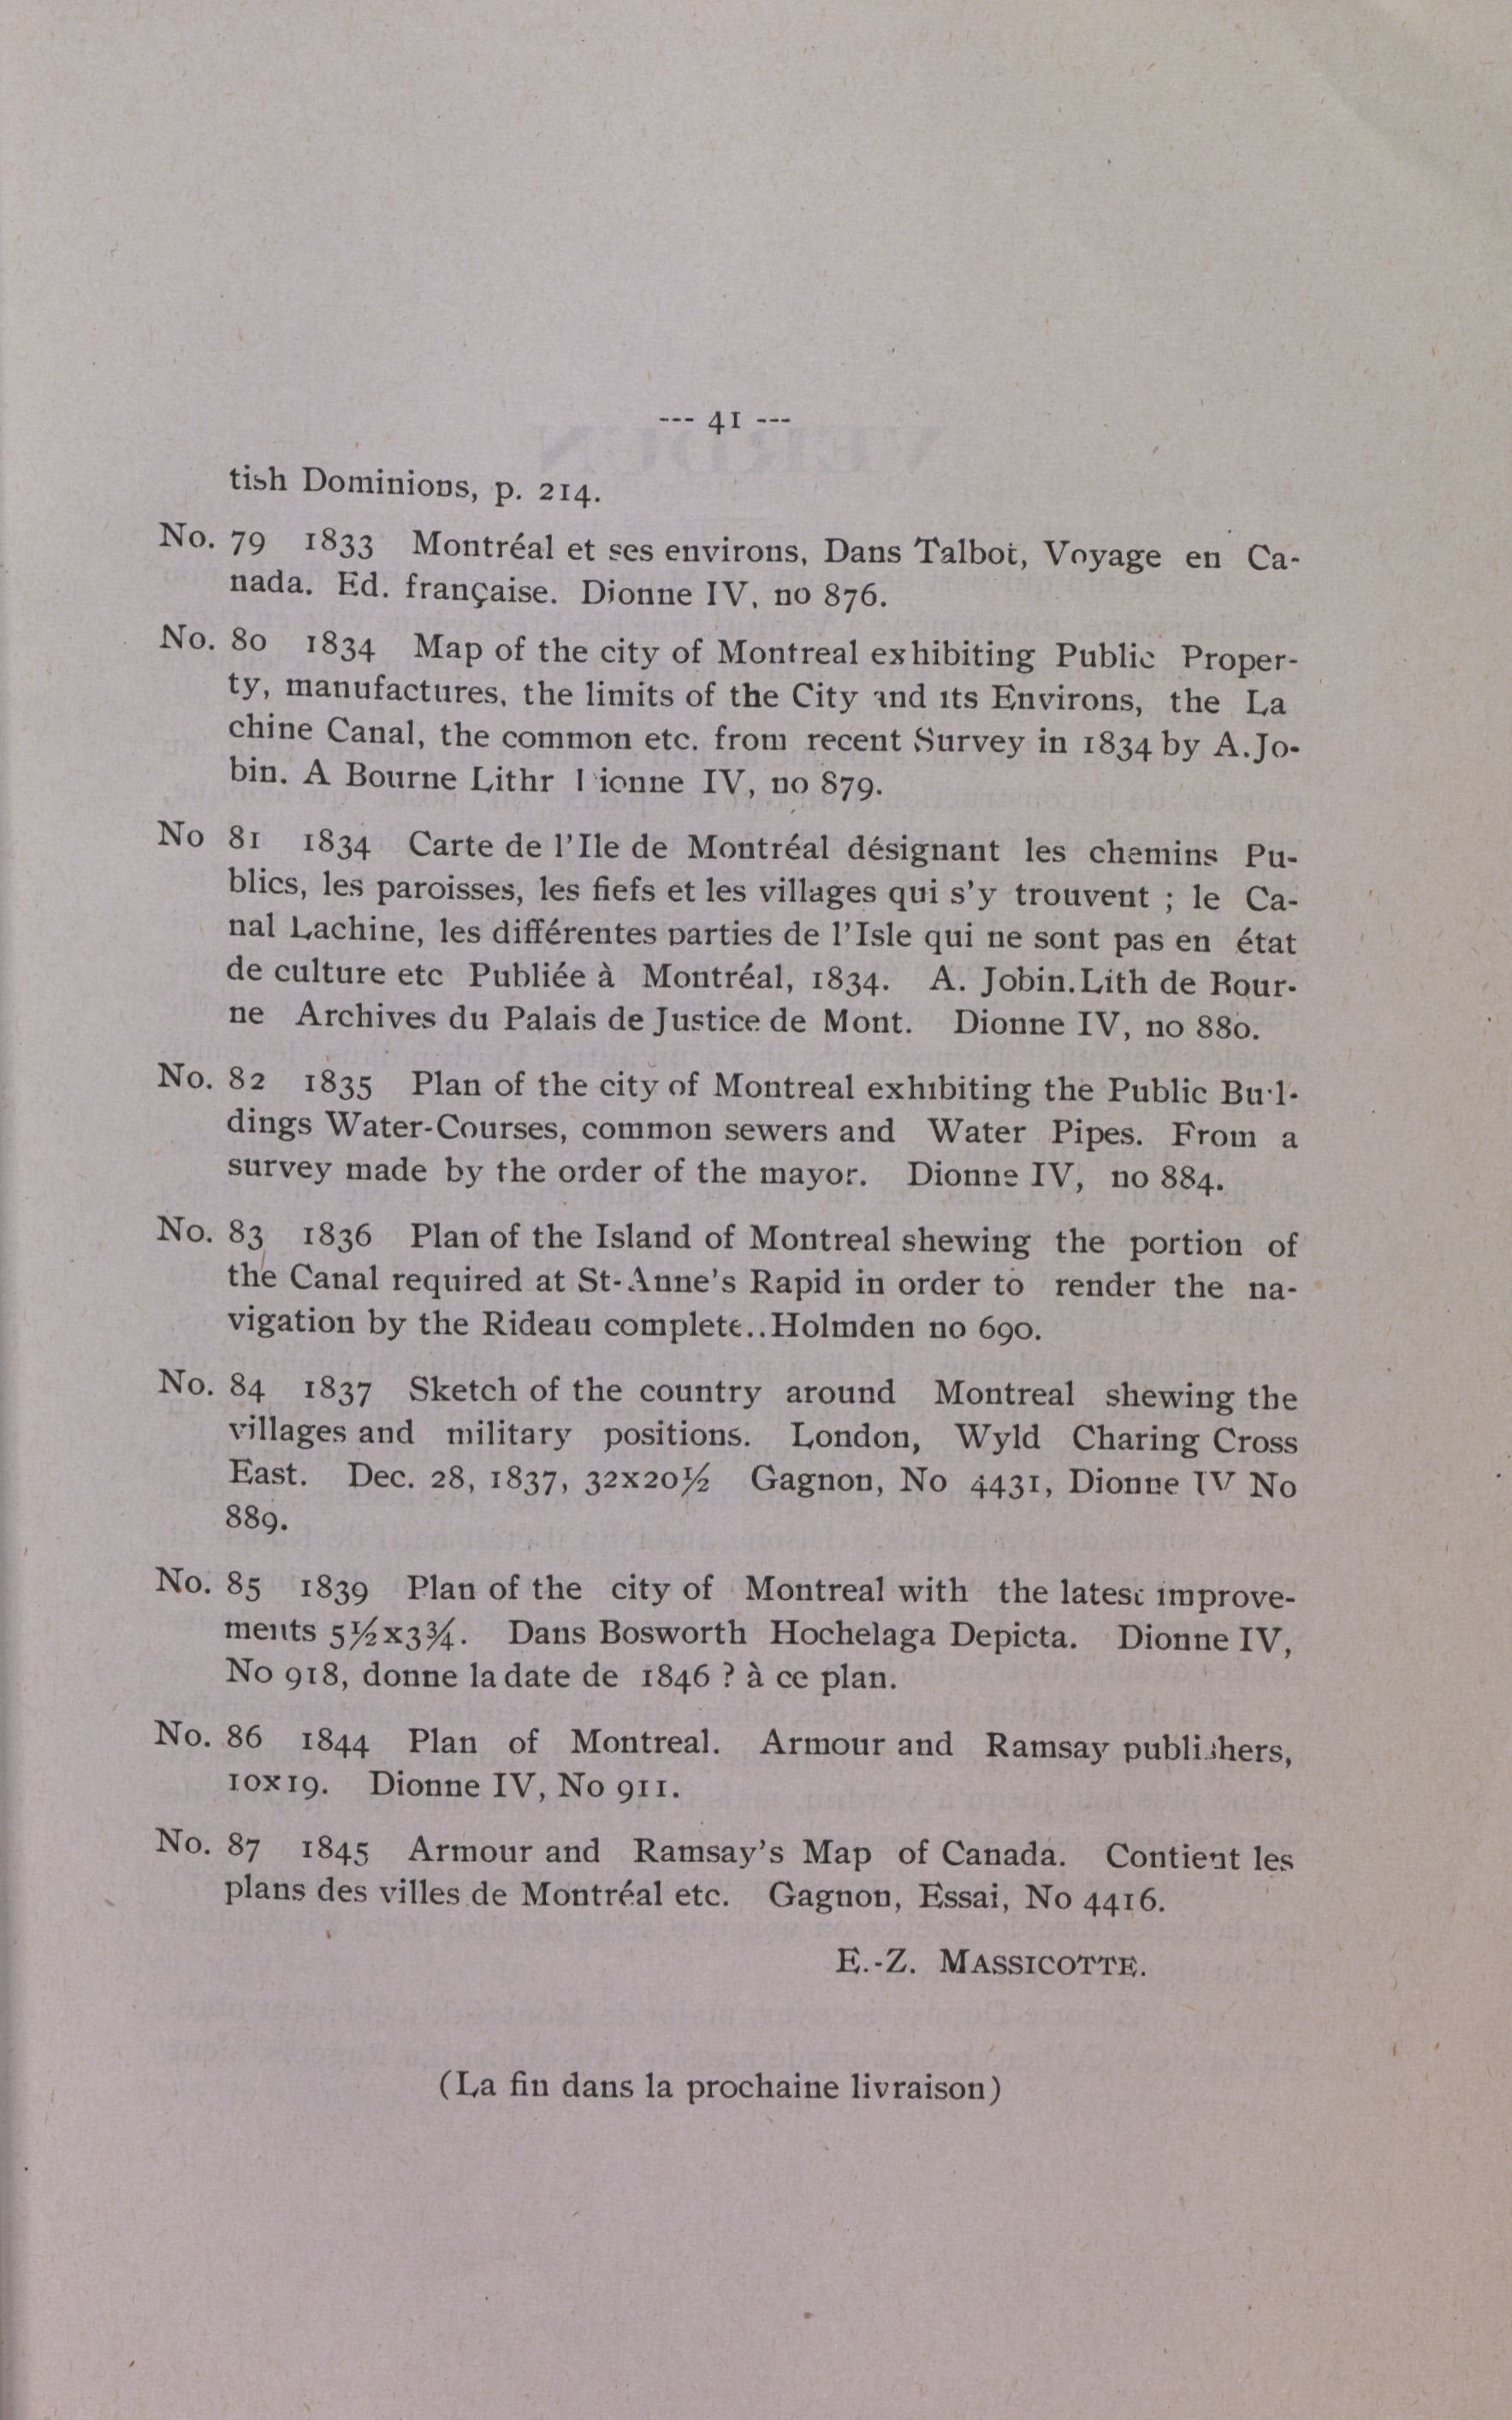 --- 41 ---
tish Dominions, p. 214.
No. 79 1833 Montréal et ses environs, Dans Talbot, Voyage en Ca-
nada. Ed. française. Dionne IV, no 876.
No. 80 1834 Map of the city of Montreal exhibiting Public Proper-
ty, manufactures, the limits of the City and its Environs, the La
chine Canal, the common etc. from recent Survey in 1834 by A.Jo-
bin. A Bourne Lithr Dionne IV, no 879.
No 81 1834 Carte de l'Ile de Montréal désignant les chemins Pu-
blics, les paroisses, les fiefs et les villages qui s'y trouvent ; le Ca-
nal Lachine, les différentes parties de l'Isle qui ne sont pas en état
de culture etc Publiée à Montréal, 1834. A. Jobin.Lith de Bour-
ne Archives du Palais de Justice de Mont. Dionne IV, no 880.
No. 82 1835 Plan of the city of Montreal exhibiting the Public Buil-
dings Water-Courses, common sewers and Water Pipes. From a
survey made by the order of the mayor. Dionne IV, no 884.
No. 83 1836 Plan of the Island of Montreal shewing the portion of
the Canal required at St-Anne's Rapid in order to render the na-
vigation by the Rideau complete..Holmden no 690.
No. 84 1837 Sketch of the country around Montreal shewing the
villages and military positions. London, Wyld Charing Cross
East. Dec. 28, 1837, 32x20½ Gagnon, No 4431, Dionne IV No
889.
No. 85 1839 Plan of the city of Montreal with the latest improve-
ments 5½x3¾. Dans Bosworth Hochelaga Depicta. Dionne IV,
No 918, donne la date de 1846 ? à ce plan.
No. 86 1844 Plan of Montreal. Armour and Ramsay publishers,
10x19. Dionne IV, No 911.
No. 87 1845 Armour and Ramsay's Map of Canada. Contient les
plans des villes de Montréal etc. Gagnon, Essai, No 4416.
E.-Z. MASSICOTTE.
(La fin dans la prochaine livraison)